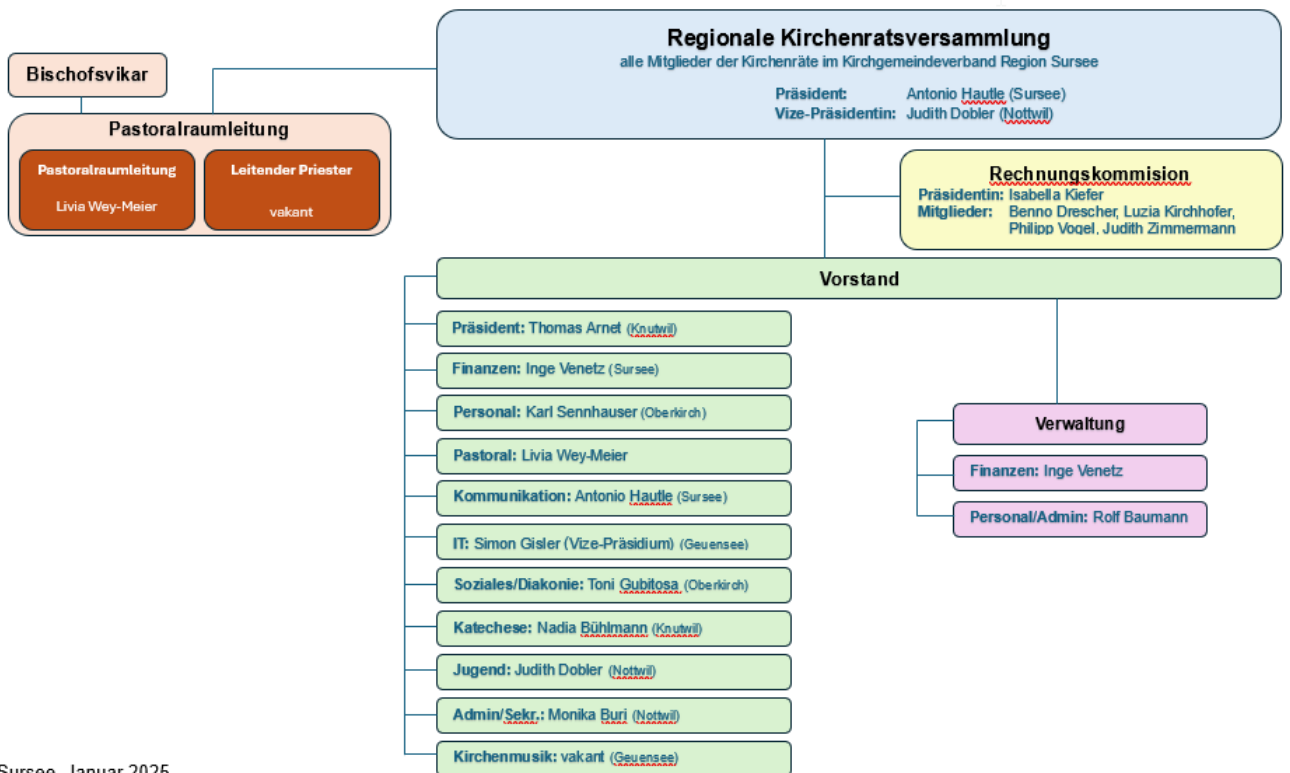 Regionale Kirchenratsversammlung
alle Mitglieder der Kirchenräte im Kirchgemeindeverband Region Sursee
Präsident: Antonio Hautle (Sursee)
Vize-Präsidentin: Judith Dobler (Nottwil)
Bischofsvikar
Pastoralraumleitung
Pastoralraumleitung
Livia Wey-Meier
Leitender Priester
vakant
Rechnungskommision
Präsidentin: Isabella Kiefer
Mitglieder: Benno Drescher, Luzia Kirchhofer,
Philipp Vogel, Judith Zimmermann
Vorstand
Präsident: Thomas Arnet (Knutwil)
Finanzen: Inge Venetz (Sursee)
Personal: Karl Sennhauser (Oberkirch)
Pastoral: Livia Wey-Meier
Kommunikation: Antonio Hautle (Sursee)
IT: Simon Gisler (Vize-Präsidium) (Geuensee)
Soziales/Diakonie: Toni Gubitosa (Oberkirch)
Katechese: Nadia Bühlmann (Knutwil)
Jugend: Judith Dobler (Nottwil)
Admin/Sekr.: Monika Buri (Nottwil)
Kirchenmusik: vakant (Geuensee)
Verwaltung
Finanzen: Inge Venetz
Personal/Admin: Rolf Baumann
Sursee, Januar 2025